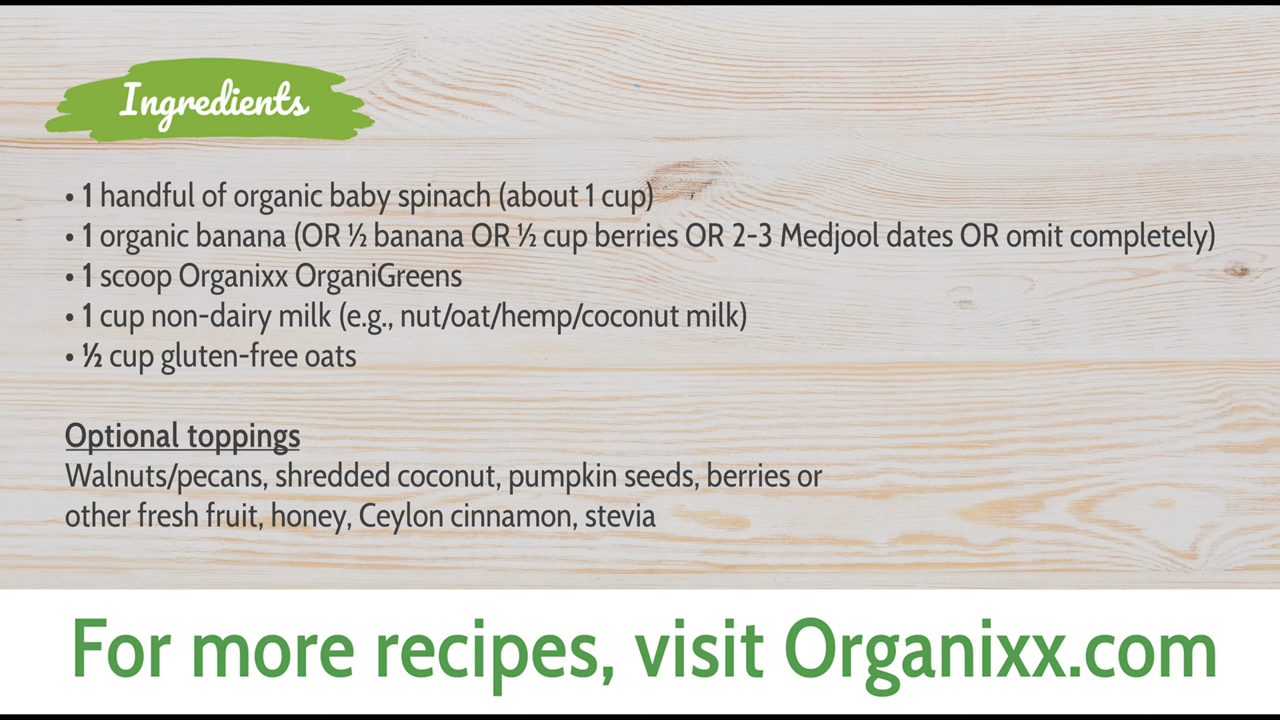 Ingredients
• 1 handful of organic baby spinach (about 1 cup)
• 1 organic banana (OR ½ banana OR ½ cup berries OR 2-3 Medjool dates OR omit completely)
• 1 scoop Organixx OrganiGreens
• 1 cup non-dairy milk (e.g., nut/oat/hemp/coconut milk)
• ½ cup gluten-free oats
Optional toppings
Walnuts/pecans, shredded coconut, pumpkin seeds, berries or
other fresh fruit, honey, Ceylon cinnamon, stevia
For more recipes, visit Organixx.com